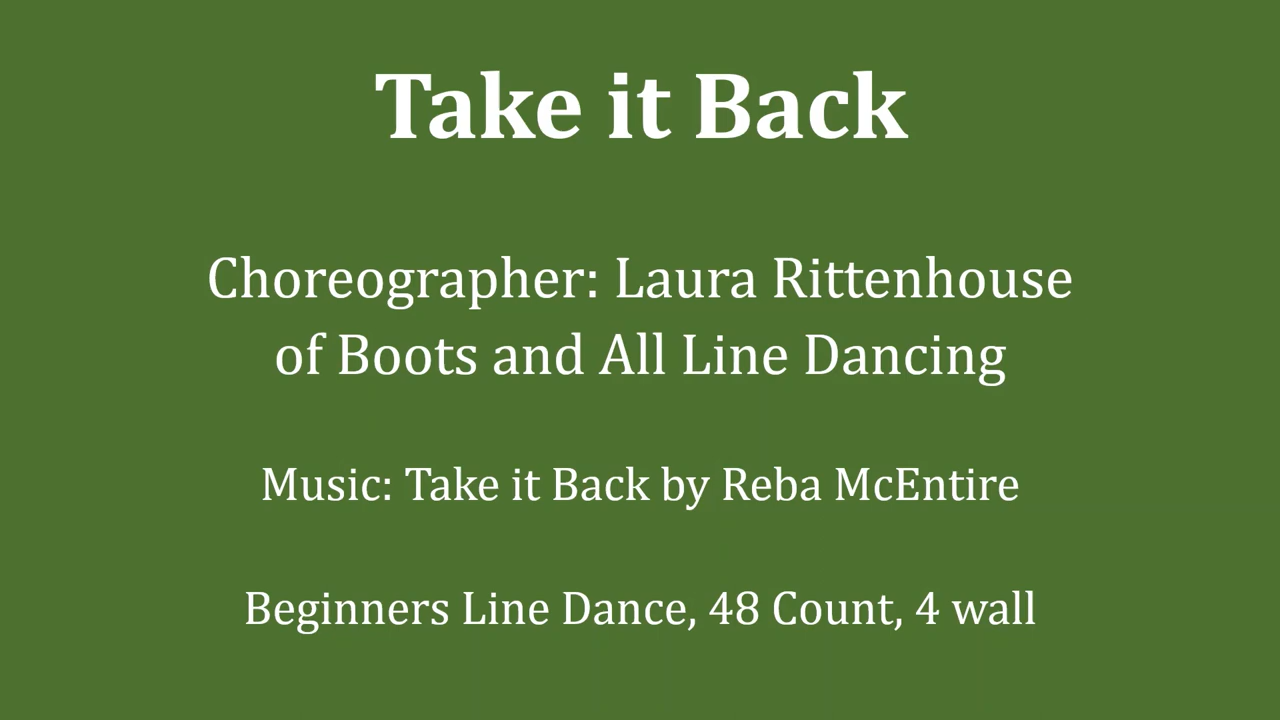 Take it Back
Choreographer: Laura Rittenhouse
of Boots and All Line Dancing
Music: Take it Back by Reba McEntire
Beginners Line Dance, 48 Count, 4 wall